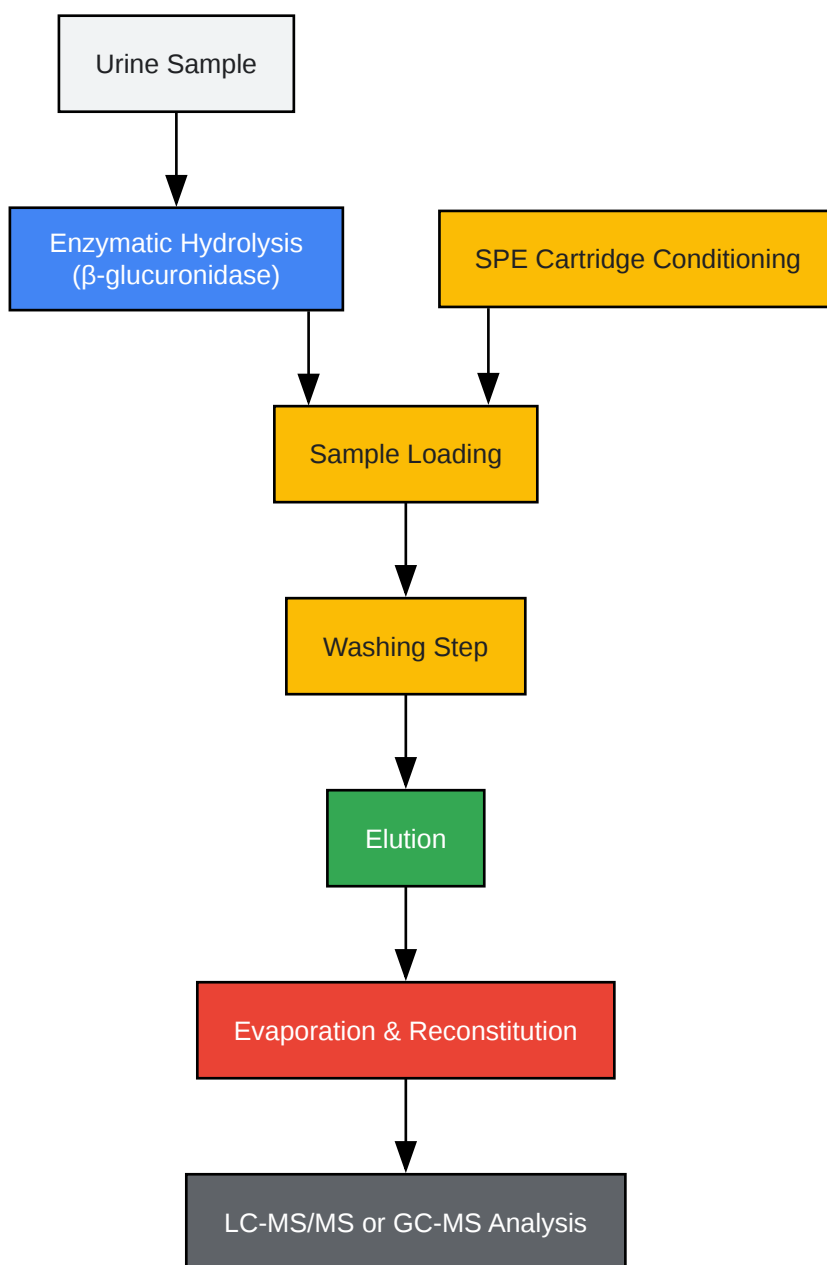 Urine Sample
Enzymatic Hydrolysis
(β-glucuronidase)
SPE Cartridge Conditioning
Sample Loading
Washing Step
Elution
Evaporation & Reconstitution
LC-MS/MS or GC-MS Analysis